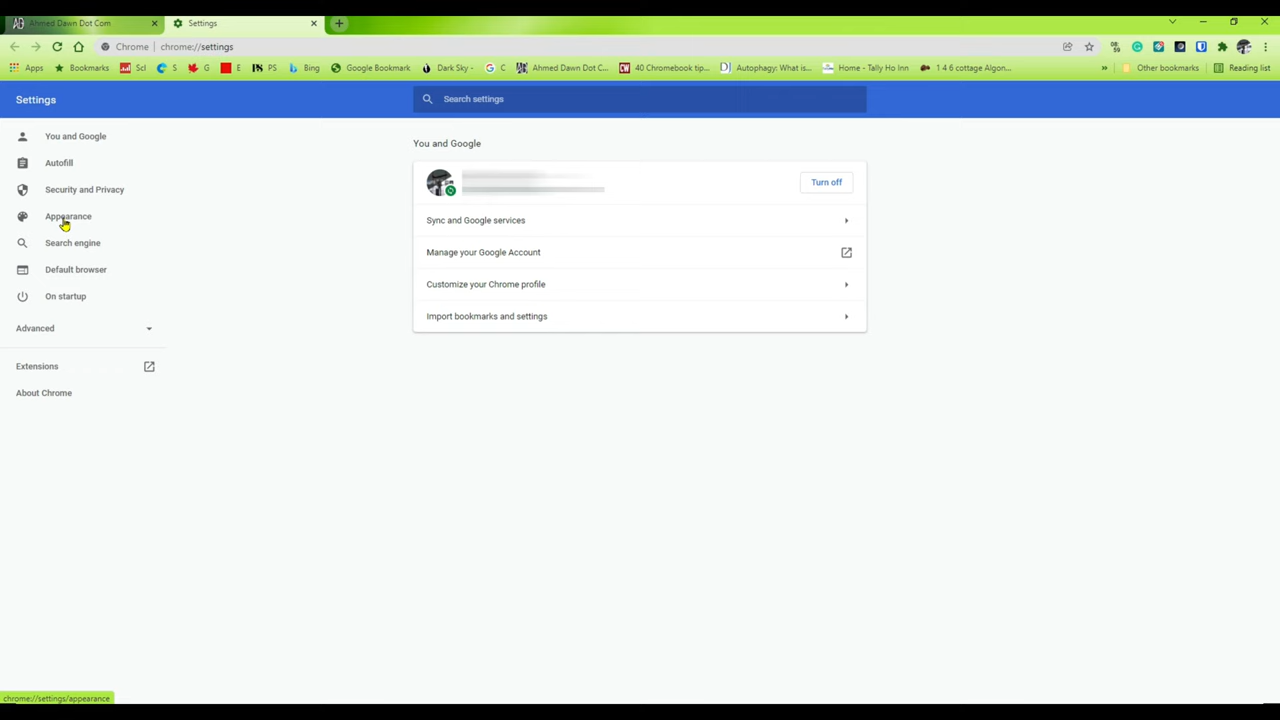 Ahmed Dawn Dot Com
Settings
Chrome | chrome://settings
Apps Bookmarks Scl S G E PS Bing Google Bookmark Dark Sky - C Ahmed Dawn Dot C... 40 Chromebook tip... Autophagy: What is... Home - Tally Ho Inn 1 4 6 cottage Algon... » Other bookmarks Reading list
Settings
Search settings
You and Google
Autofill
Security and Privacy
Appearance
Search engine
Default browser
On startup
Advanced
Extensions
About Chrome
You and Google
Turn off
Sync and Google services
Manage your Google Account
Customize your Chrome profile
Import bookmarks and settings
chrome://settings/appearance